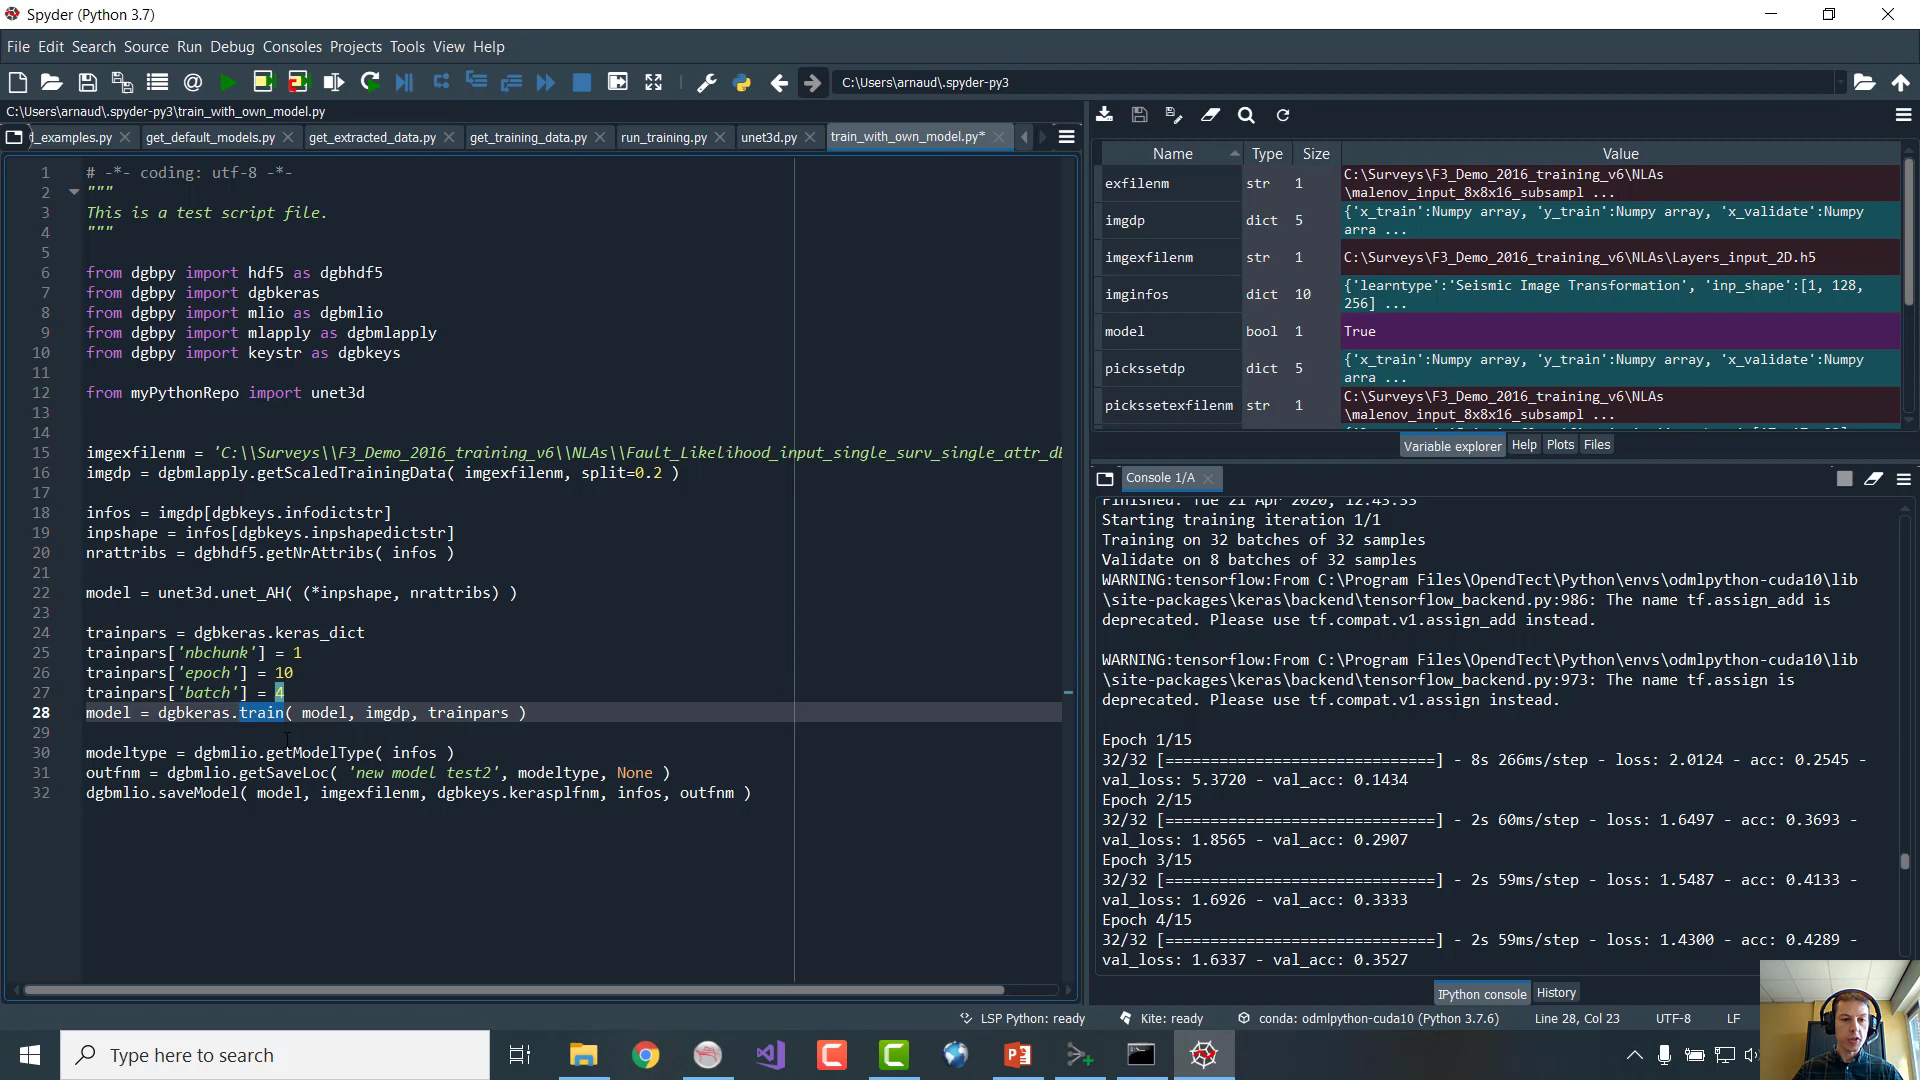 Spyder (Python 3.7)
File Edit Search Source Run Debug Consoles Projects Tools View Help
C:\Users\arnaud\.spyder-py3
C:\Users\arnaud\.spyder-py3\train_with_own_model.py
l_examples.py get_default_models.py get_extracted_data.py get_training_data.py run_training.py unet3d.py train_with_own_model.py*
1 # -*- coding: utf-8 -*-
2 """
3 This is a test script file.
4 """
5
6 from dgbpy import hdf5 as dgbhdf5
7 from dgbpy import dgbkeras
8 from dgbpy import mlio as dgbmlio
9 from dgbpy import mlapply as dgbmlapply
10 from dgbpy import keystr as dgbkeys
11
12 from myPythonRepo import unet3d
13
14
15 imgexfilenm = 'C:\\Surveys\\F3_Demo_2016_training_v6\\NLAs\\Fault_Likelihood_input_single_surv_single_attr_d
16 imgdp = dgbmlapply.getScaledTrainingData( imgexfilenm, split=0.2 )
17
18 infos = imgdp[dgbkeys.infodictstr]
19 inpshape = infos[dgbkeys.inpshapedictstr]
20 nrattribs = dgbhdf5.getNrAttribs( infos )
21
22 model = unet3d.unet_AH( (*inpshape, nrattribs) )
23
24 trainpars = dgbkeras.keras_dict
25 trainpars['nbchunk'] = 1
26 trainpars['epoch'] = 10
27 trainpars['batch'] = 4
28 model = dgbkeras.train( model, imgdp, trainpars )
29
30 modeltype = dgbmlio.getModelType( infos )
31 outfnm = dgbmlio.getSaveLoc( 'new model test2', modeltype, None )
32 dgbmlio.saveModel( model, imgexfilenm, dgbkeys.kerasplfnm, infos, outfnm )
Name Type Size Value
exfilenm str 1 C:\Surveys\F3_Demo_2016_training_v6\NLAs
\malenov_input_8x8x16_subsampl ...
imgdp dict 5 {'x_train':Numpy array, 'y_train':Numpy array, 'x_validate':Numpy
arra ...
imgexfilenm str 1 C:\Surveys\F3_Demo_2016_training_v6\NLAs\Layers_input_2D.h5
imginfos dict 10 {'learntype':'Seismic Image Transformation', 'inp_shape':[1, 128,
256] ...
model bool 1 True
pickssetdp dict 5 {'x_train':Numpy array, 'y_train':Numpy array, 'x_validate':Numpy
arra ...
pickssetexfilenm str 1 C:\Surveys\F3_Demo_2016_training_v6\NLAs
\malenov_input_8x8x16_subsampl ...
Variable explorer Help Plots Files
Console 1/A
Finished: Tue 21 Apr 2020, 12:43:33
Starting training iteration 1/1
Training on 32 batches of 32 samples
Validate on 8 batches of 32 samples
WARNING:tensorflow:From C:\Program Files\OpendTect\Python\envs\odmlpython-cuda10\lib
\site-packages\keras\backend\tensorflow_backend.py:986: The name tf.assign_add is
deprecated. Please use tf.compat.v1.assign_add instead.
WARNING:tensorflow:From C:\Program Files\OpendTect\Python\envs\odmlpython-cuda10\lib
\site-packages\keras\backend\tensorflow_backend.py:973: The name tf.assign is
deprecated. Please use tf.compat.v1.assign instead.
Epoch 1/15
32/32 [==============================] - 8s 266ms/step - loss: 2.0124 - acc: 0.2545 -
val_loss: 5.3720 - val_acc: 0.1434
Epoch 2/15
32/32 [==============================] - 2s 60ms/step - loss: 1.6497 - acc: 0.3693 -
val_loss: 1.8565 - val_acc: 0.2907
Epoch 3/15
32/32 [==============================] - 2s 59ms/step - loss: 1.5487 - acc: 0.4133 -
val_loss: 1.6926 - val_acc: 0.3333
Epoch 4/15
32/32 [==============================] - 2s 59ms/step - loss: 1.4300 - acc: 0.4289 -
val_loss: 1.6337 - val_acc: 0.3527
IPython console History
LSP Python: ready Kite: ready conda: odmlpython-cuda10 (Python 3.7.6) Line 28, Col 23 UTF-8 LF
Type here to search